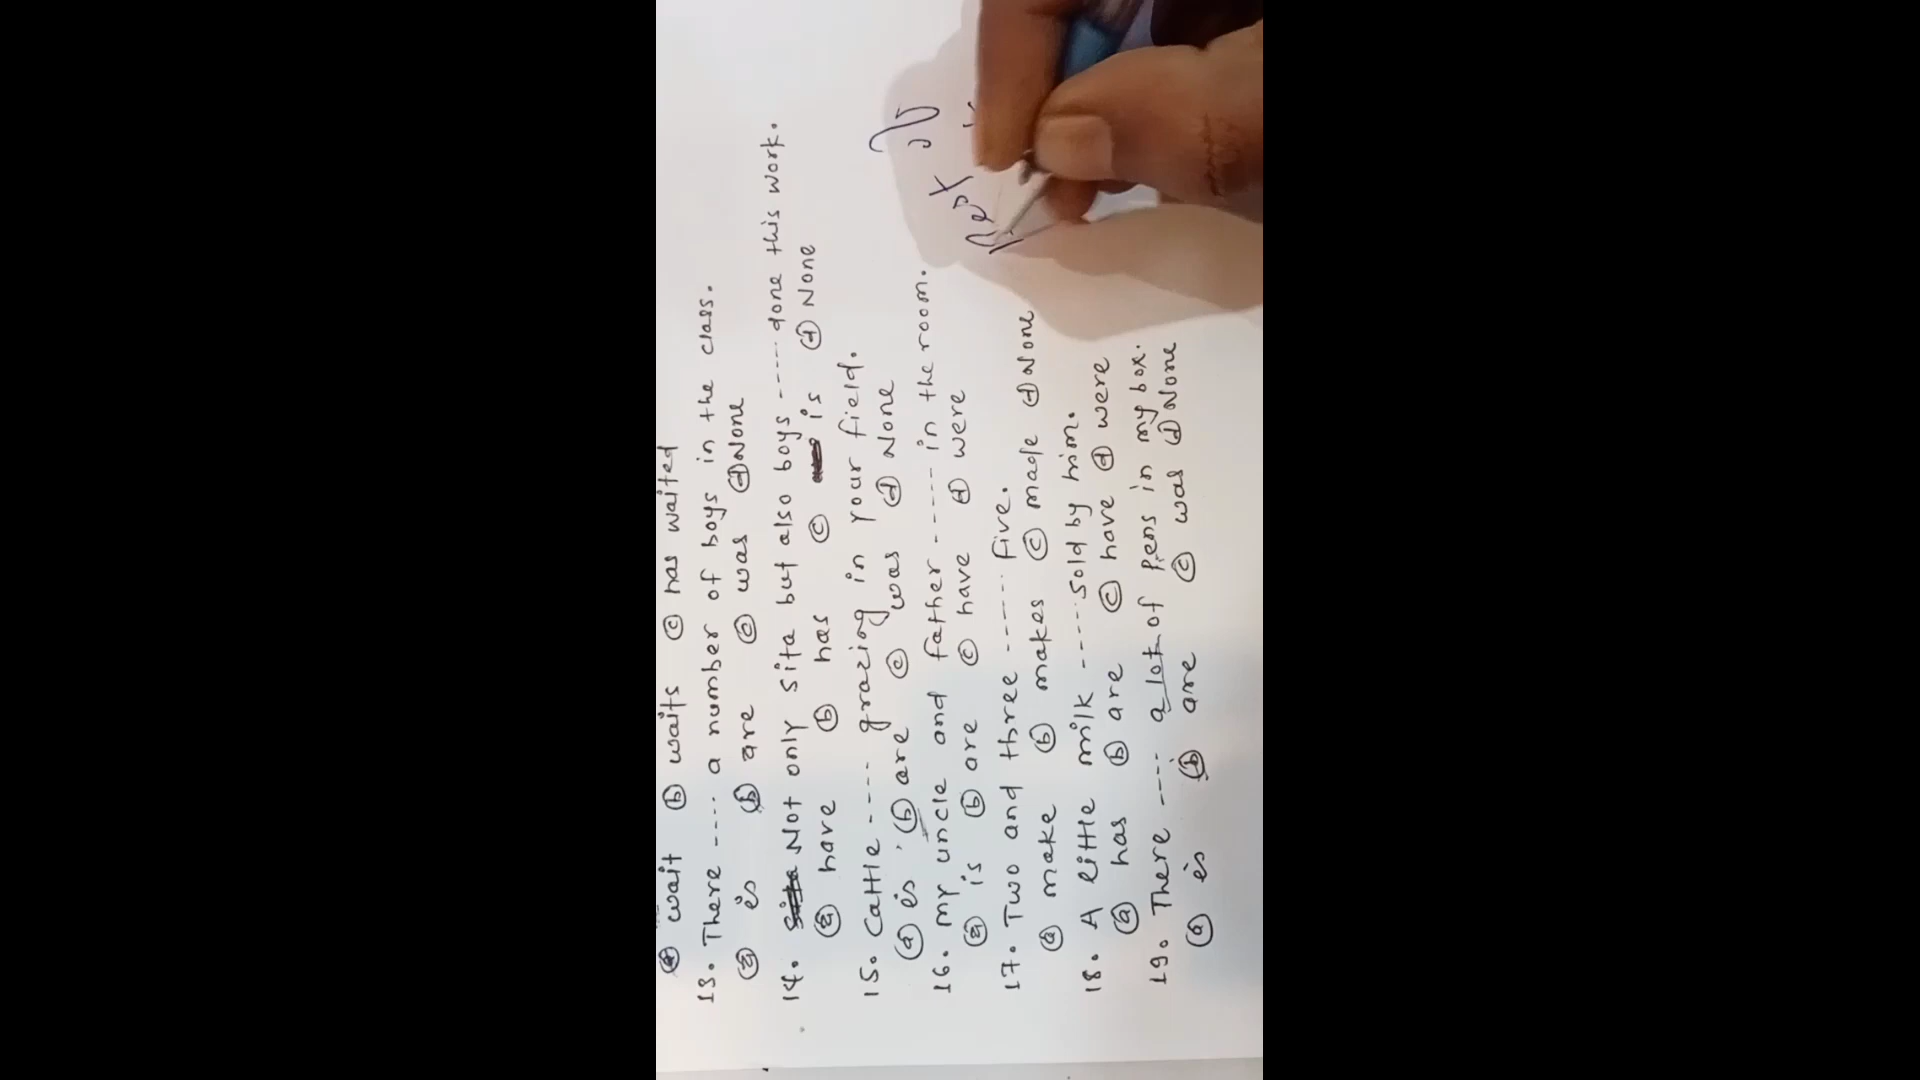 ⓐ wait ⓑ waits ⓒ has waited
13. There ---- a number of boys in the class.
ⓐ is ⓑ are ⓒ was ⓓ None
14. Not only sita but also boys ----- done this work.
ⓐ have ⓑ has ⓒ is ⓓ None
15. Cattle ---- grazing in your field.
ⓐ is ⓑ are ⓒ was ⓓ None
16. my uncle and father ----- in the room.
ⓐ is ⓑ are ⓒ have ⓓ were
17. Two and three ----- five.
ⓐ make ⓑ makes ⓒ made ⓓ None
18. A little milk ----- sold by him.
ⓐ has ⓑ are ⓒ have ⓓ were
19. There ---- a lot of pens in my box.
ⓐ is ⓑ are ⓒ was ⓓ None